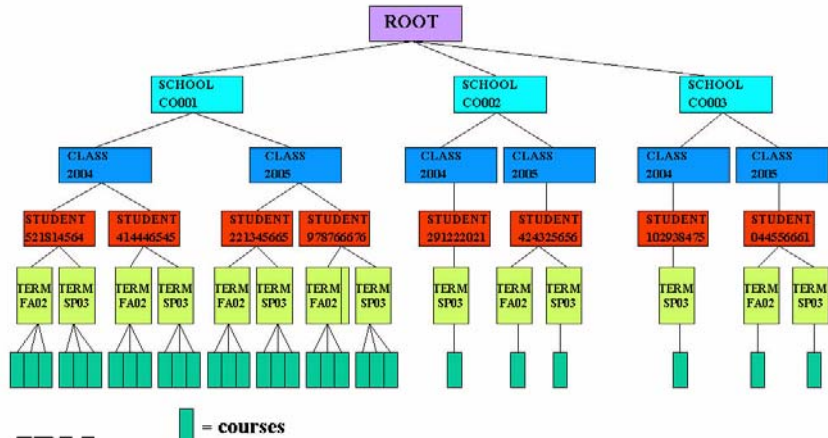 ROOT
SCHOOL
CO001
SCHOOL
CO002
SCHOOL
CO003
CLASS
2004
CLASS
2005
CLASS
2004
CLASS
2005
CLASS
2004
CLASS
2005
STUDENT
521814564
STUDENT
414446545
STUDENT
221345665
STUDENT
978766676
STUDENT
291222021
STUDENT
424325656
STUDENT
102938475
STUDENT
044556661
TERM
FA02
TERM
SP03
TERM
FA02
TERM
SP03
TERM
FA02
TERM
SP03
TERM
FA02
TERM
SP03
TERM
SP03
TERM
FA02
TERM
SP03
TERM
SP03
TERM
FA02
TERM
SP03
= courses